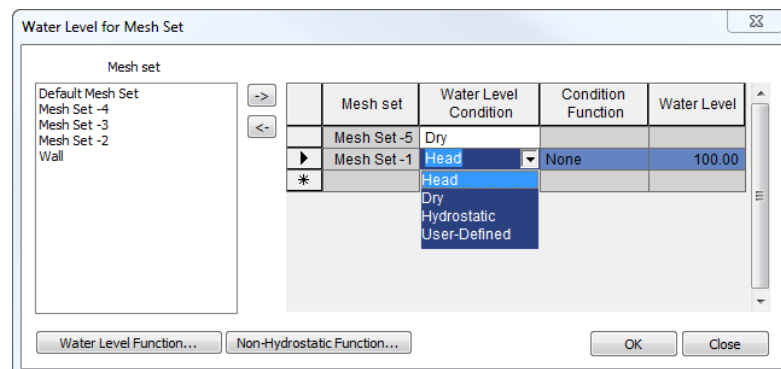 Water Level for Mesh Set
Mesh set
Default Mesh Set
Mesh Set -4
Mesh Set -3
Mesh Set -2
Wall
->
<-
Mesh set Water Level Condition Condition Function Water Level
Mesh Set -5 Dry
Mesh Set -1 Head None 100.00
Head
Dry
Hydrostatic
User-Defined
Water Level Function... Non-Hydrostatic Function... OK Close